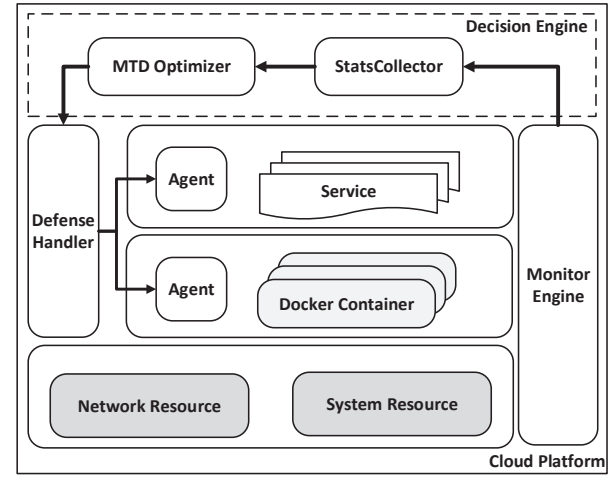 Decision Engine
MTD Optimizer
StatsCollector
Defense
Handler
Agent
Service
Agent
Docker Container
Monitor
Engine
Network Resource
System Resource
Cloud Platform